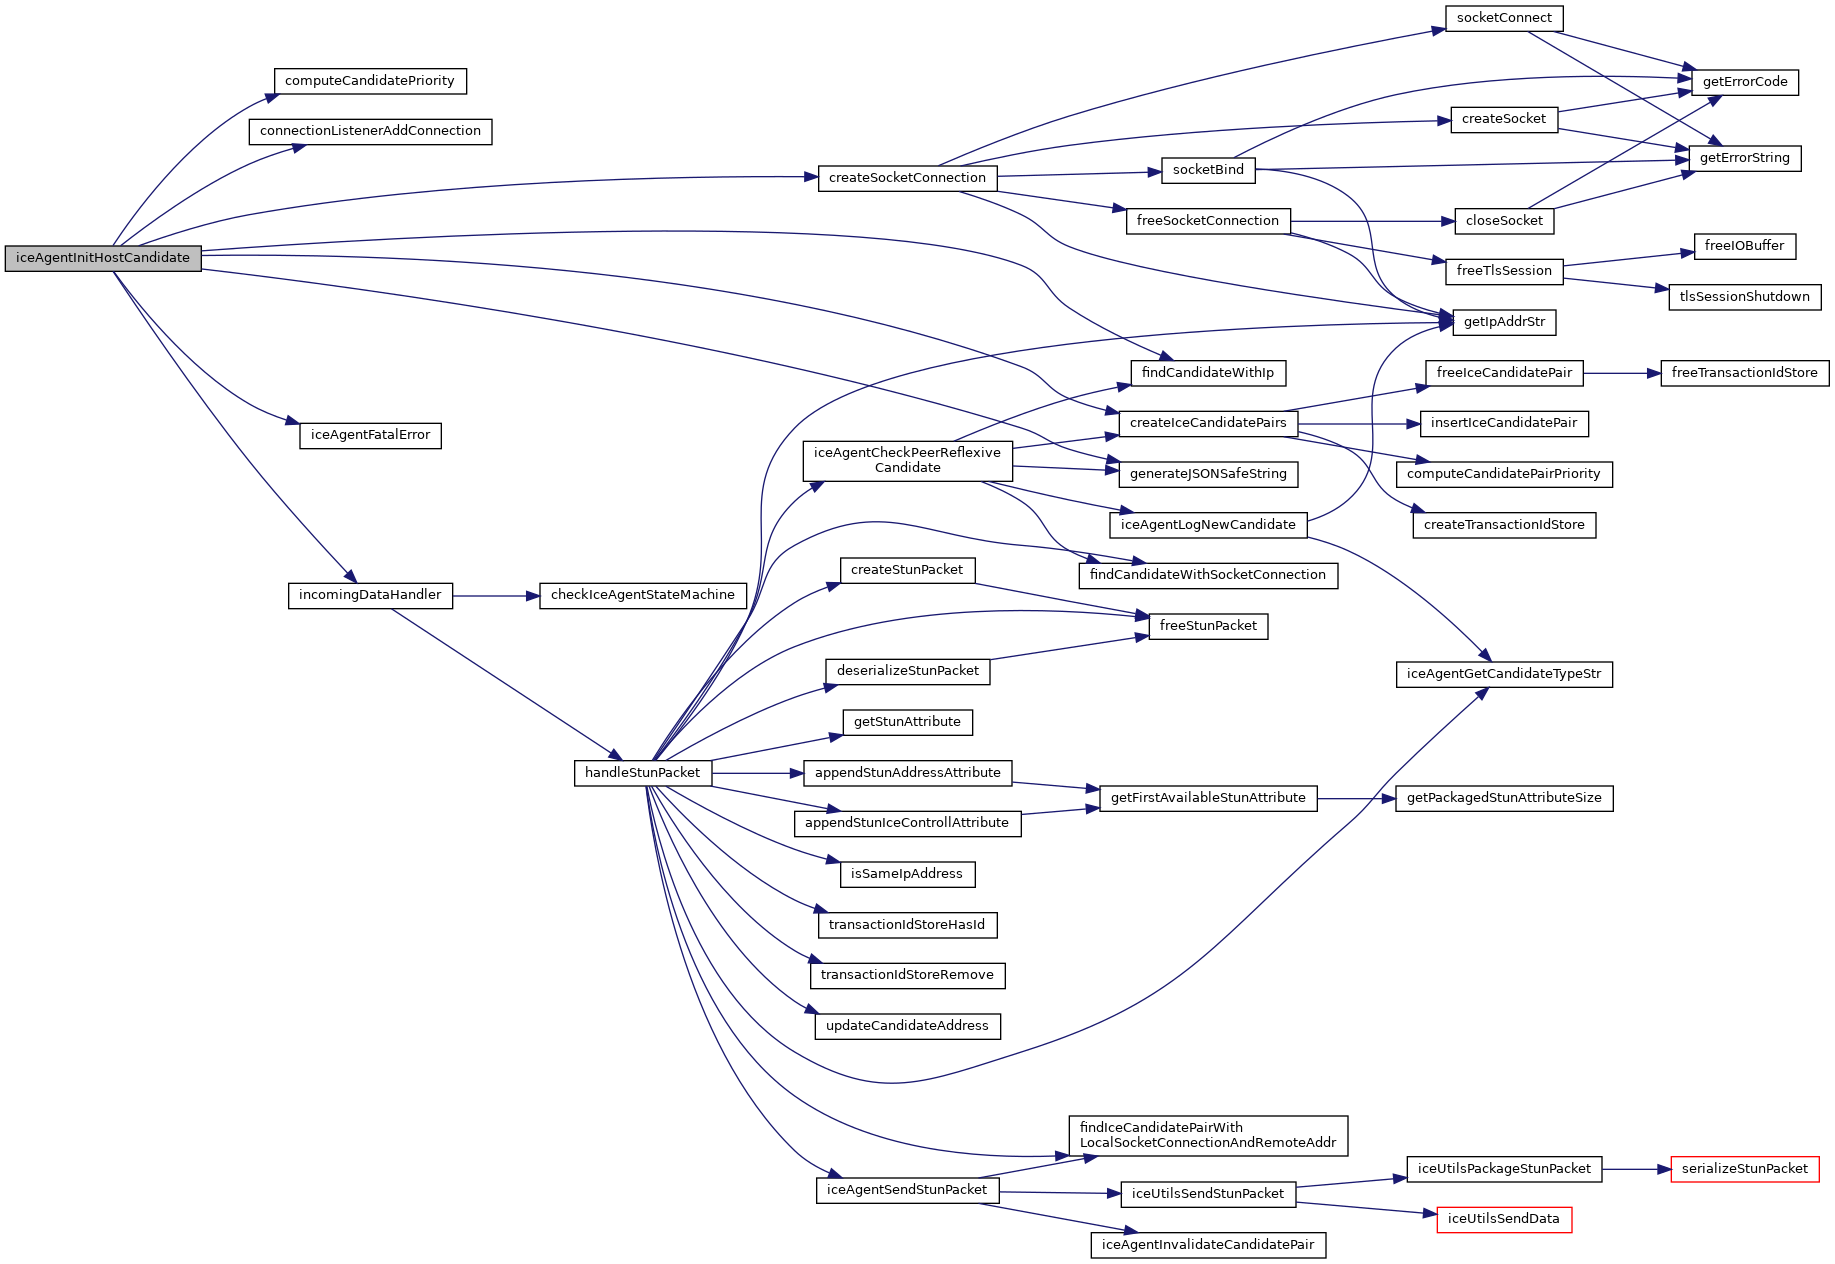 iceAgentInitHostCandidate
computeCandidatePriority
connectionListenerAddConnection
iceAgentFatalError
incomingDataHandler
checkIceAgentStateMachine
handleStunPacket
createSocketConnection
iceAgentCheckPeerReflexive
Candidate
createStunPacket
deserializeStunPacket
getStunAttribute
appendStunAddressAttribute
appendStunIceControllAttribute
isSameIpAddress
transactionIdStoreHasId
transactionIdStoreRemove
updateCandidateAddress
iceAgentSendStunPacket
socketBind
freeSocketConnection
findCandidateWithIp
createIceCandidatePairs
generateJSONSafeString
iceAgentLogNewCandidate
findCandidateWithSocketConnection
freeStunPacket
getFirstAvailableStunAttribute
findIceCandidatePairWith
LocalSocketConnectionAndRemoteAddr
iceUtilsSendStunPacket
iceAgentInvalidateCandidatePair
socketConnect
createSocket
closeSocket
freeTlsSession
getIpAddrStr
freeIceCandidatePair
insertIceCandidatePair
computeCandidatePairPriority
createTransactionIdStore
iceAgentGetCandidateTypeStr
getPackagedStunAttributeSize
iceUtilsPackageStunPacket
iceUtilsSendData
getErrorCode
getErrorString
freeIOBuffer
tlsSessionShutdown
freeTransactionIdStore
serializeStunPacket